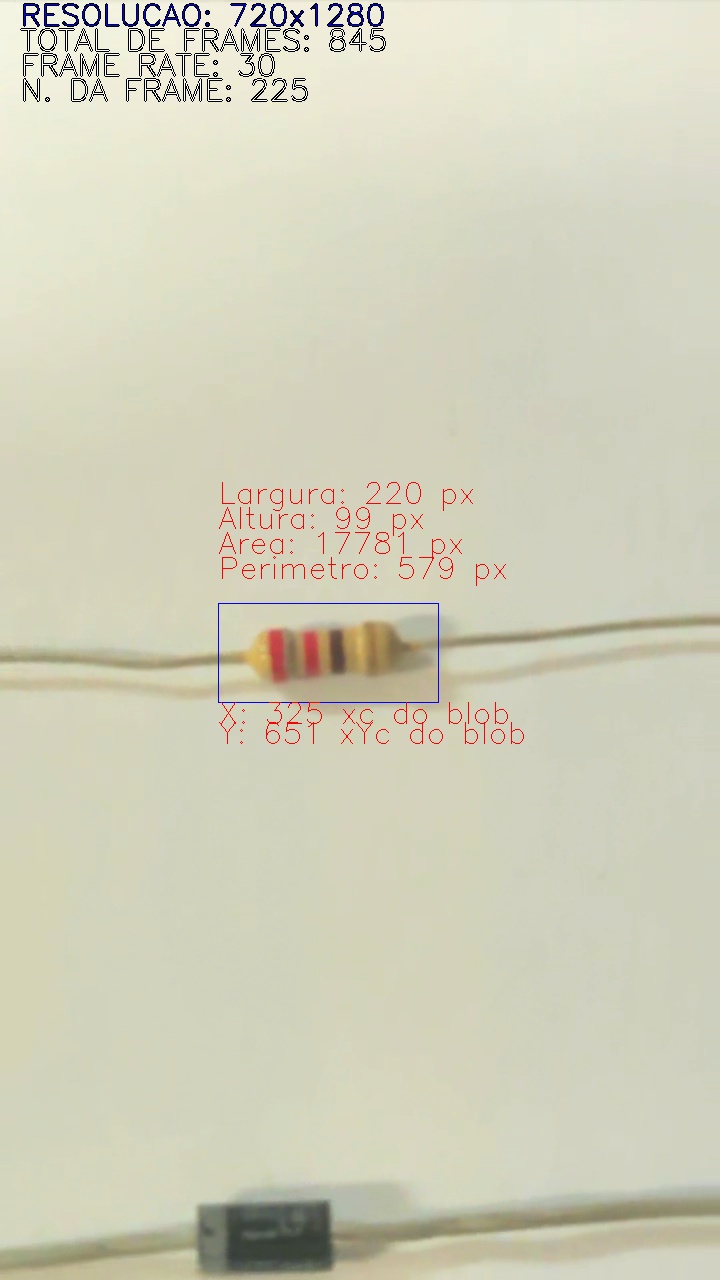 RESOLUCAO: 720x1280
TOTAL DE FRAMES: 845
FRAME RATE: 30
N. DA FRAME: 225
Largura: 220 px
Altura: 99 px
Area: 17781 px
Perimetro: 579 px
X: 325 xc do blob
Y: 651 xYc do blob